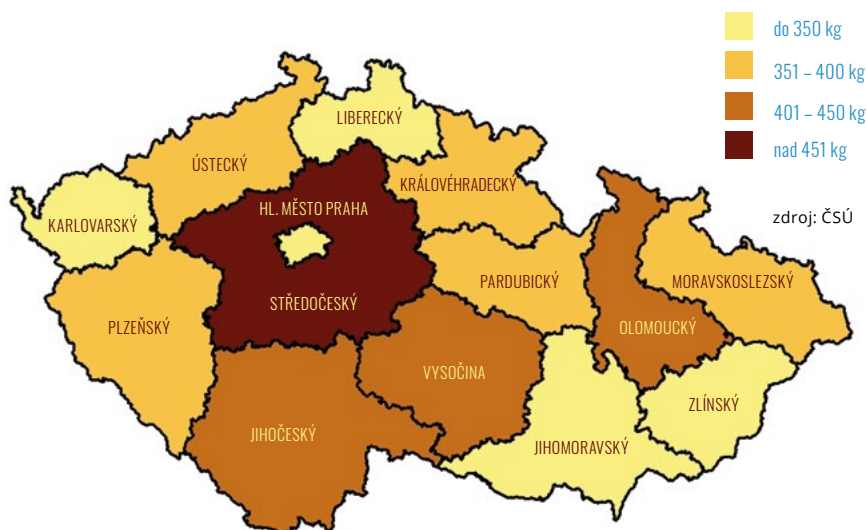 do 350 kg
351 – 400 kg
401 – 450 kg
nad 451 kg
zdroj: ČSÚ
LIBERECKÝ
ÚSTECKÝ
KRÁLOVÉHRADECKÝ
HL. MĚSTO PRAHA
KARLOVARSKÝ
PARDUBICKÝ
MORAVSKOSLEZSKÝ
STŘEDOČESKÝ
PLZEŇSKÝ
OLOMOUCKÝ
VYSOČINA
ZLÍNSKÝ
JIHOČESKÝ
JIHOMORAVSKÝ